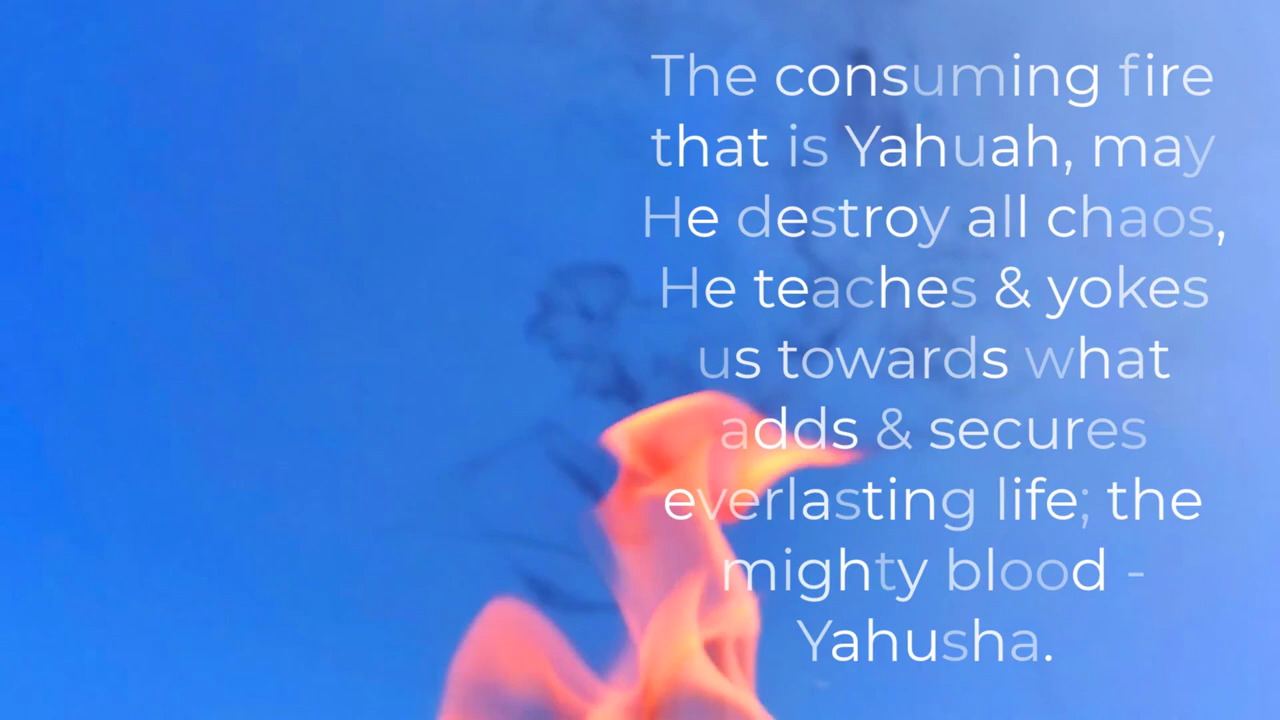 The consuming fire
that is Yahuah, may
He destroy all chaos,
He teaches & yokes
us towards what
adds & secures
everlasting life; the
mighty blood -
Yahusha.